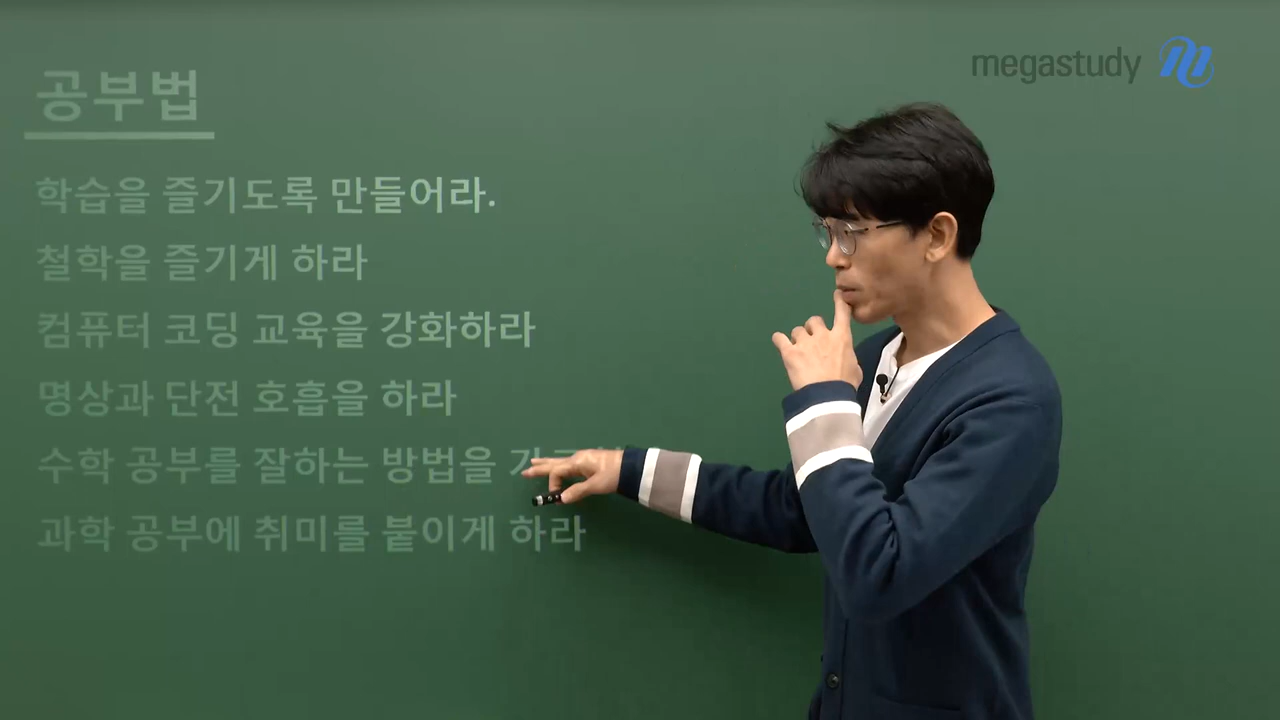 megastudy
공부법
학습을 즐기도록 만들어라.
철학을 즐기게 하라
컴퓨터 코딩 교육을 강화하라
명상과 단전 호흡을 하라
수학 공부를 잘하는 방법을
과학 공부에 취미를 붙이게 하라